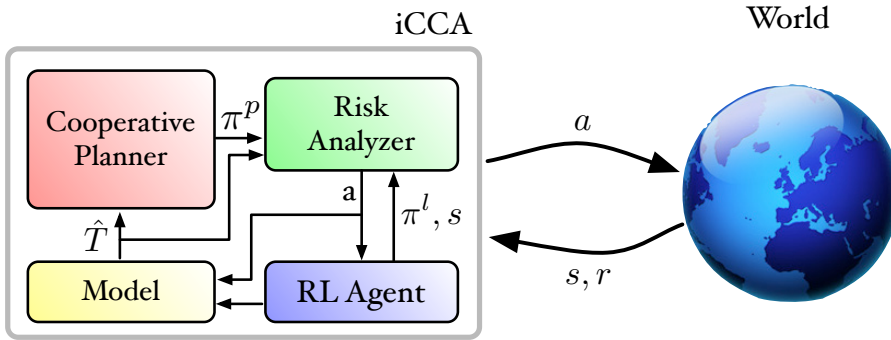 iCCA
World
Cooperative
Planner
π^p
Risk
Analyzer
a
a
π^l, s
T̂
Model
RL Agent
s, r